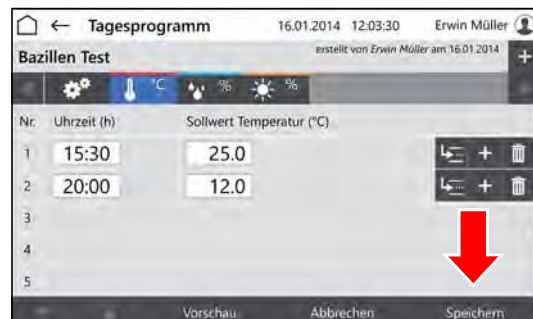 Tagesprogramm 16.01.2014 12:03:30 Erwin Müller
Bazillen Test erstellt von Erwin Müller am 16.01.2014
°C % %
Nr. Uhrzeit (h) Sollwert Temperatur (°C)
1 15:30 25.0
2 20:00 12.0
3
4
5
Vorschau Abbrechen Speichern